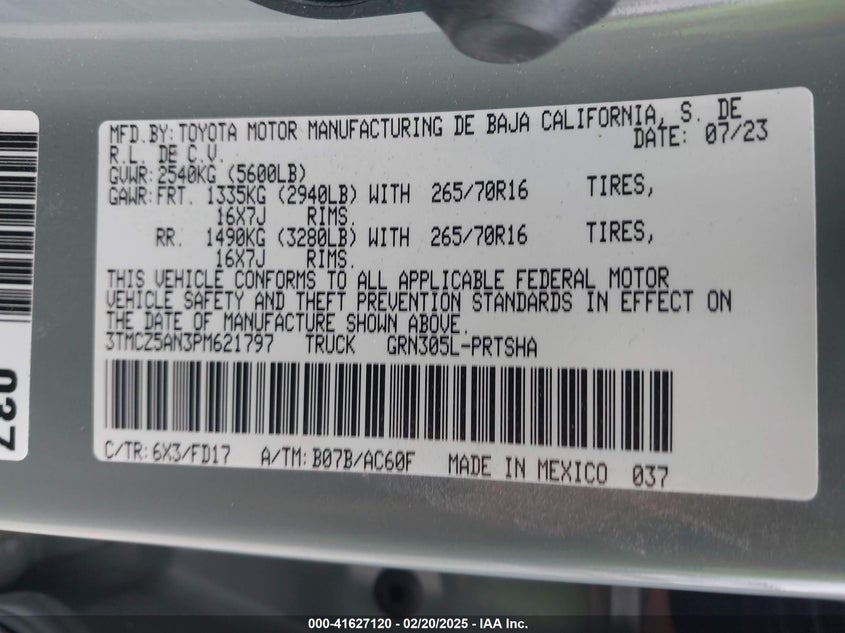 MFD. BY: TOYOTA MOTOR MANUFACTURING DE BAJA CALIFORNIA, S. DE
R.L. DE C.V. DATE: 07/23
GVWR: 2540KG (5600LB)
GAWR: FRT. 1335KG (2940LB) WITH 265/70R16 TIRES,
16X7J RIMS.
RR. 1490KG (3280LB) WITH 265/70R16 TIRES,
16X7J RIMS.
THIS VEHICLE CONFORMS TO ALL APPLICABLE FEDERAL MOTOR
VEHICLE SAFETY AND THEFT PREVENTION STANDARDS IN EFFECT ON
THE DATE OF MANUFACTURE SHOWN ABOVE.
3TMCZ5AN3PM621797 TRUCK GRN305L-PRTSHA
C/TR: 6X3/FD17 A/TM: B07B/AC60F MADE IN MEXICO 037
037
000-41627120 - 02/20/2025 - IAA, Inc.